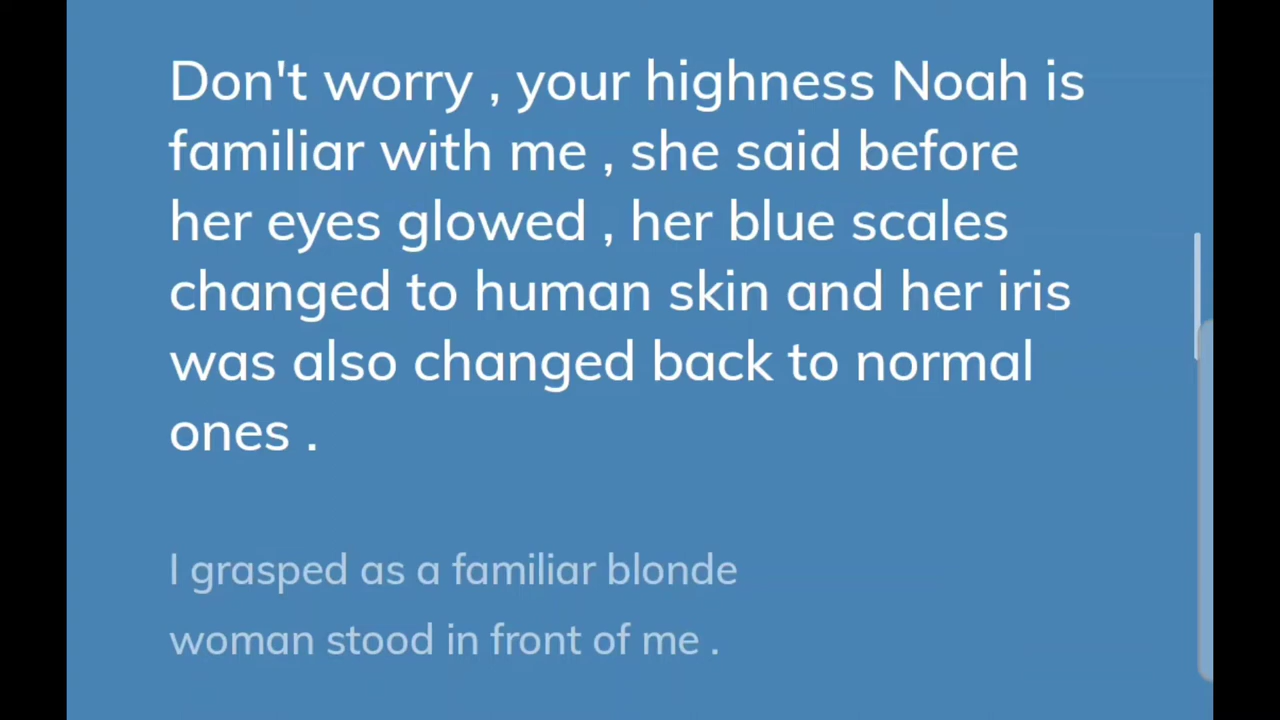 Don't worry , your highness Noah is
familiar with me , she said before
her eyes glowed , her blue scales
changed to human skin and her iris
was also changed back to normal
ones .
I grasped as a familiar blonde
woman stood in front of me .